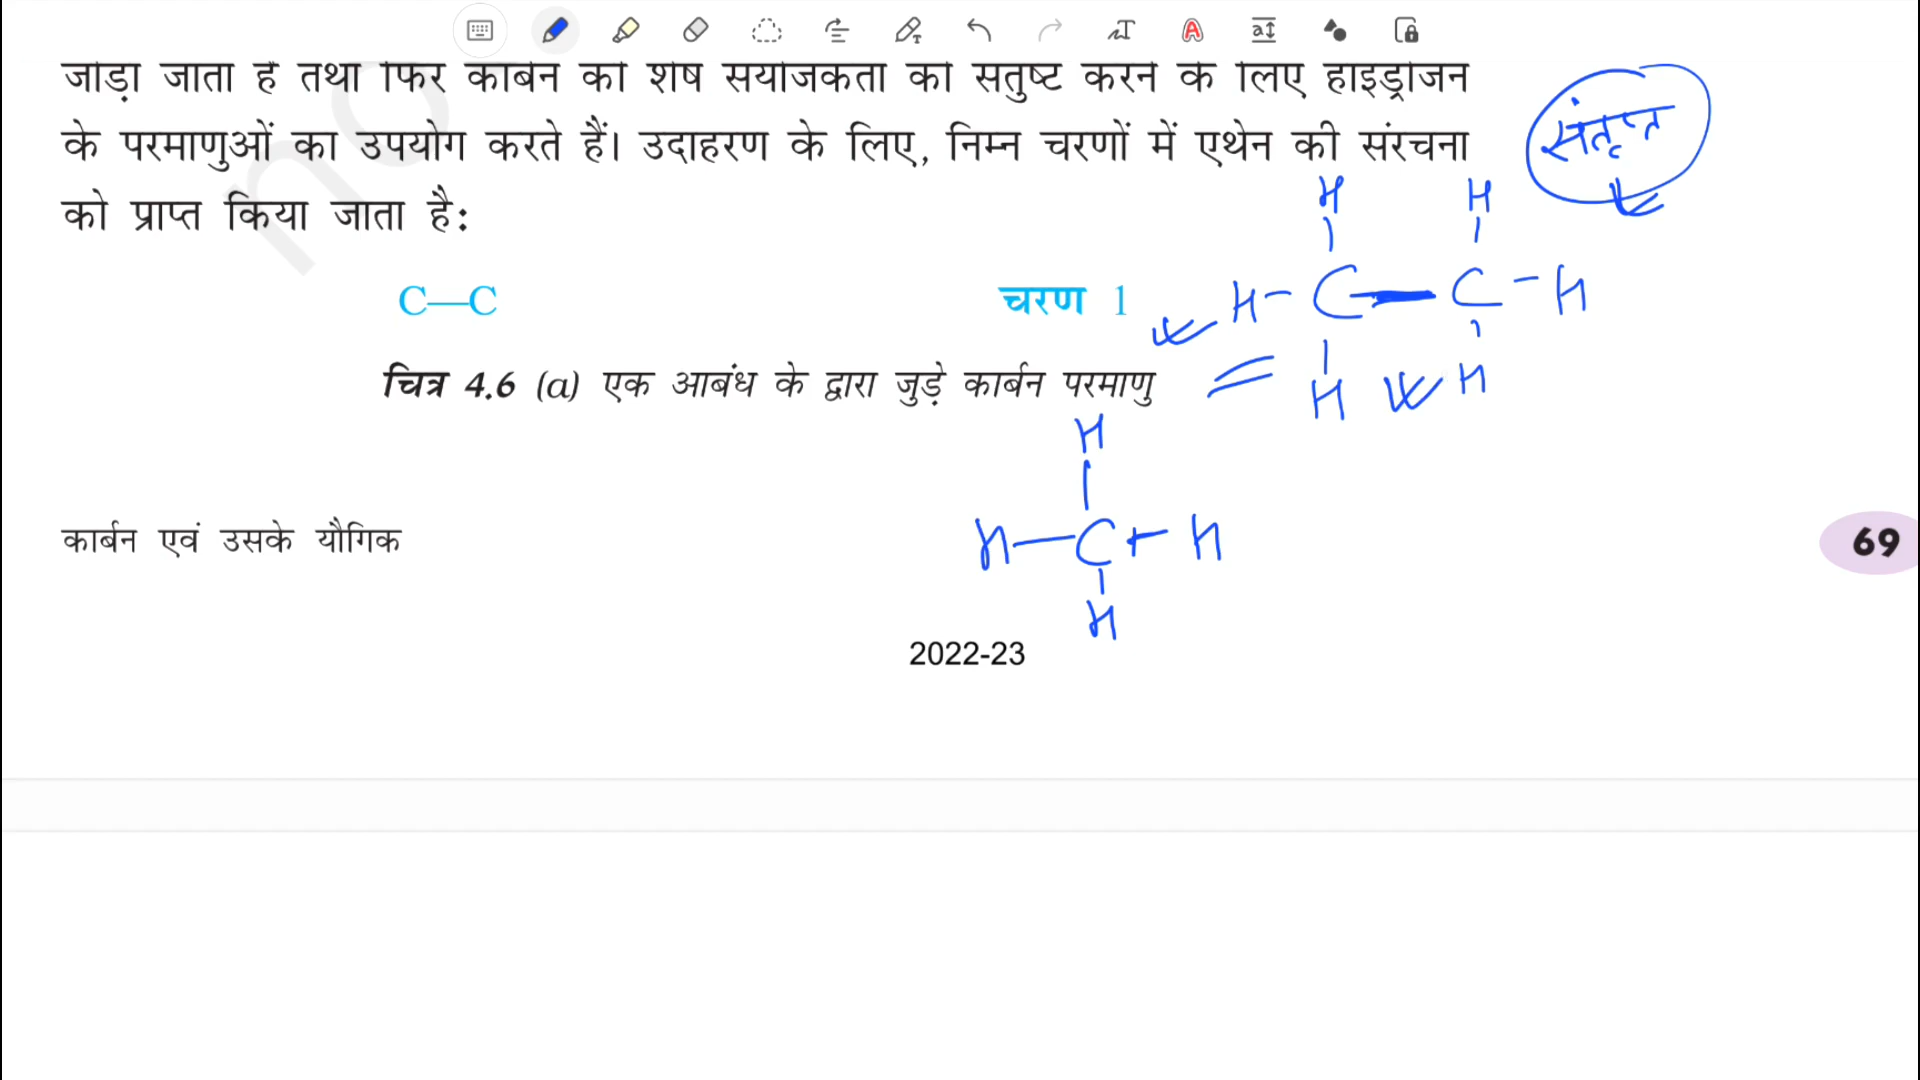 जोड़ा जाता है तथा फिर कार्बन की शेष संयोजकता को संतुष्ट करने के लिए हाइड्रोजन
के परमाणुओं का उपयोग करते हैं। उदाहरण के लिए, निम्न चरणों में एथेन की संरचना
को प्राप्त किया जाता है:
संतृप्त
H H
C—C चरण 1 H - C — C - H
H H
चित्र 4.6 (a) एक आबंध के द्वारा जुड़े कार्बन परमाणु
H
कार्बन एवं उसके यौगिक H — C - H 69
H
2022-23
no